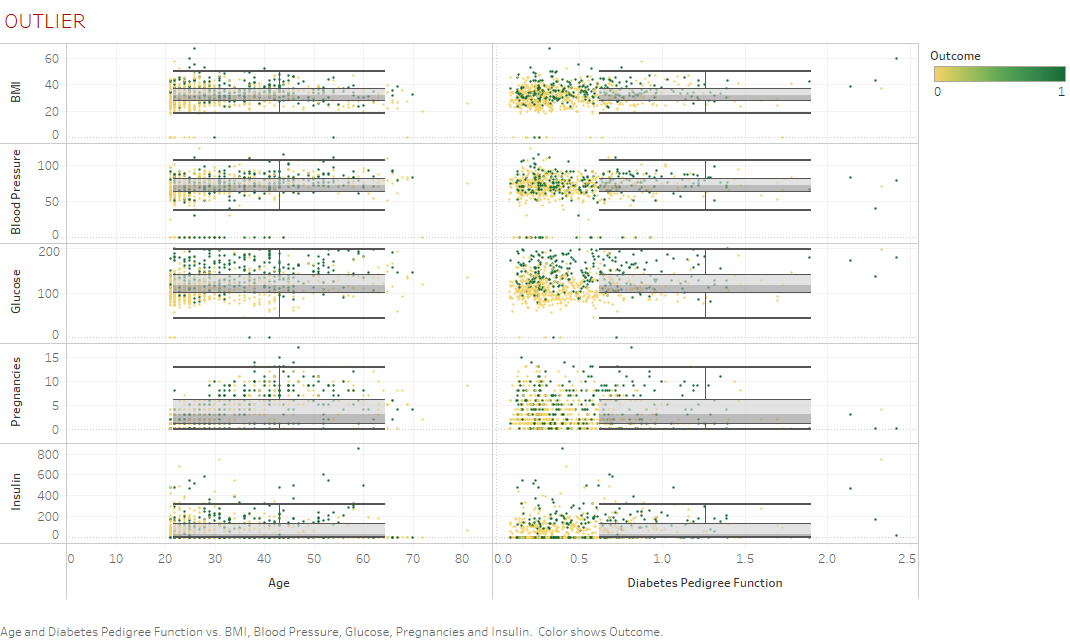 OUTLIER
Outcome
0 1
BMI
60
40
20
0
Blood Pressure
100
50
0
Glucose
200
100
0
Pregnancies
15
10
5
0
Insulin
800
600
400
200
0
0 10 20 30 40 50 60 70 80 0.0 0.5 1.0 1.5 2.0 2.5
Age Diabetes Pedigree Function
Age and Diabetes Pedigree Function vs. BMI, Blood Pressure, Glucose, Pregnancies and Insulin. Color shows Outcome.